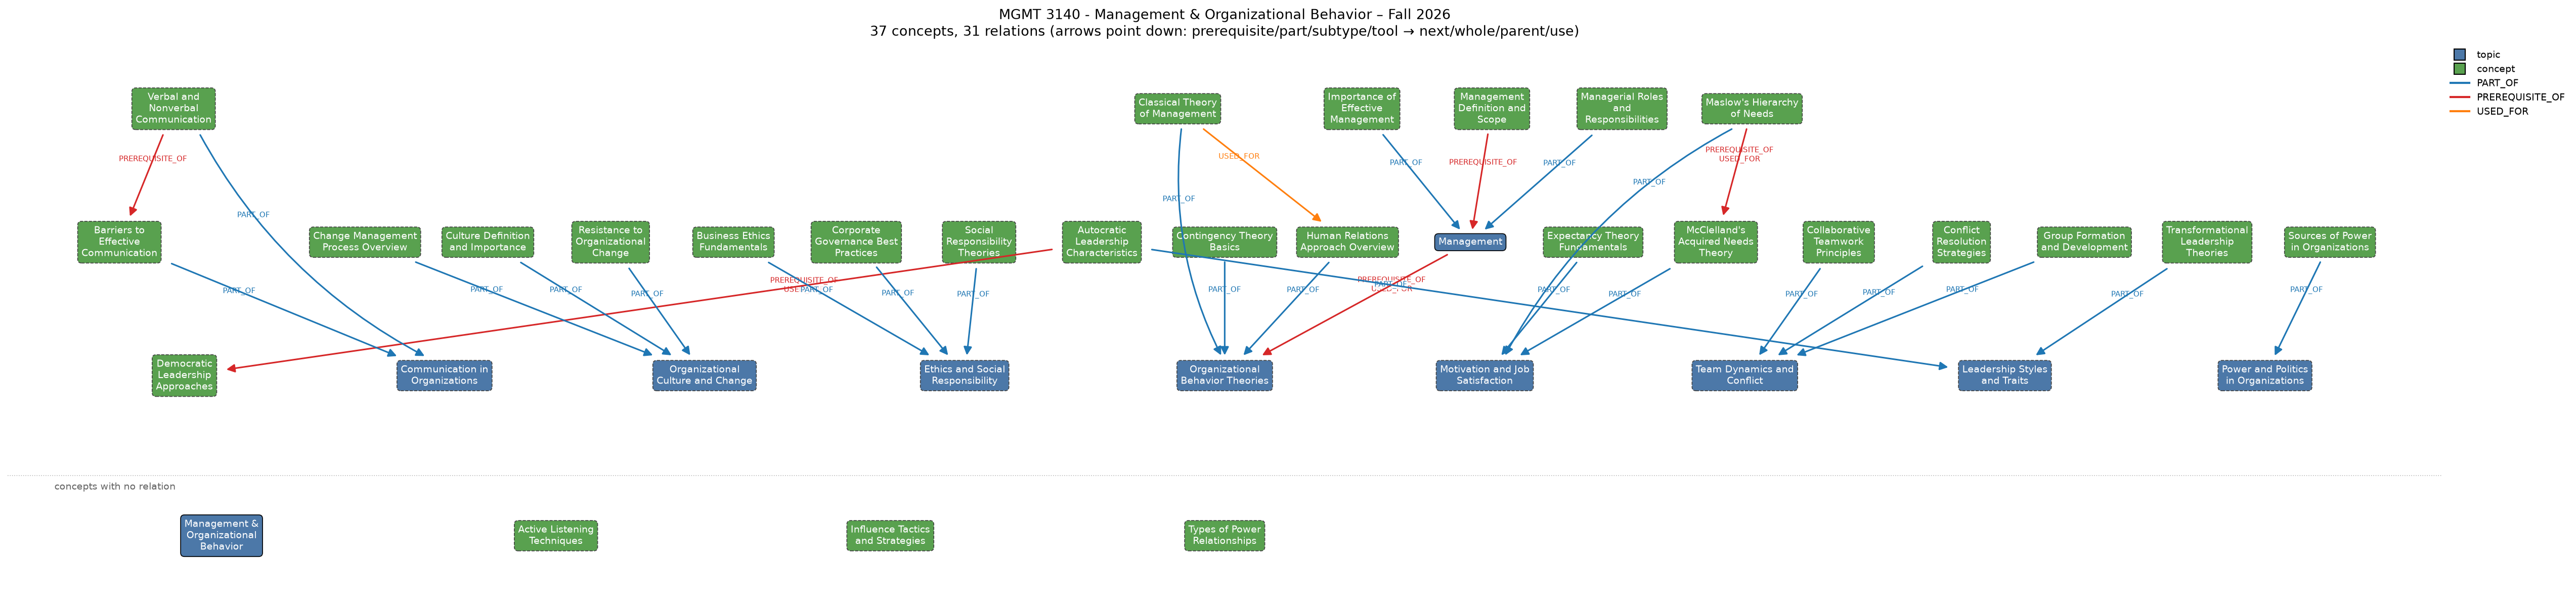 MGMT 3140 - Management & Organizational Behavior – Fall 2026
37 concepts, 31 relations (arrows point down: prerequisite/part/subtype/tool → next/whole/parent/use)
topic
concept
PART_OF
PREREQUISITE_OF
USED_FOR
Verbal and
Nonverbal
Communication
Classical Theory
of Management
Importance of
Effective
Management
Management
Definition and
Scope
Managerial Roles
and
Responsibilities
Maslow's Hierarchy
of Needs
PREREQUISITE_OF
USED_FOR
PART_OF
PREREQUISITE_OF
PART_OF
PREREQUISITE_OF
USED_FOR
PART_OF
PART_OF
PART_OF
Barriers to
Effective
Communication
Change Management
Process Overview
Culture Definition
and Importance
Resistance to
Organizational
Change
Business Ethics
Fundamentals
Corporate
Governance Best
Practices
Social
Responsibility
Theories
Autocratic
Leadership
Characteristics
Contingency Theory
Basics
Human Relations
Approach Overview
Management
Expectancy Theory
Fundamentals
McClelland's
Acquired Needs
Theory
Collaborative
Teamwork
Principles
Conflict
Resolution
Strategies
Group Formation
and Development
Transformational
Leadership
Theories
Sources of Power
in Organizations
PART_OF
PART_OF
PART_OF
PART_OF
PREREQUISITE_OF
PART_OF
PART_OF
PART_OF
PART_OF
PART_OF
PREREQUISITE_OF
USED_FOR
PART_OF
PART_OF
PART_OF
PART_OF
PART_OF
PART_OF
PART_OF
Democratic
Leadership
Approaches
Communication in
Organizations
Organizational
Culture and Change
Ethics and Social
Responsibility
Organizational
Behavior Theories
Motivation and Job
Satisfaction
Team Dynamics and
Conflict
Leadership Styles
and Traits
Power and Politics
in Organizations
concepts with no relation
Management &
Organizational
Behavior
Active Listening
Techniques
Influence Tactics
and Strategies
Types of Power
Relationships